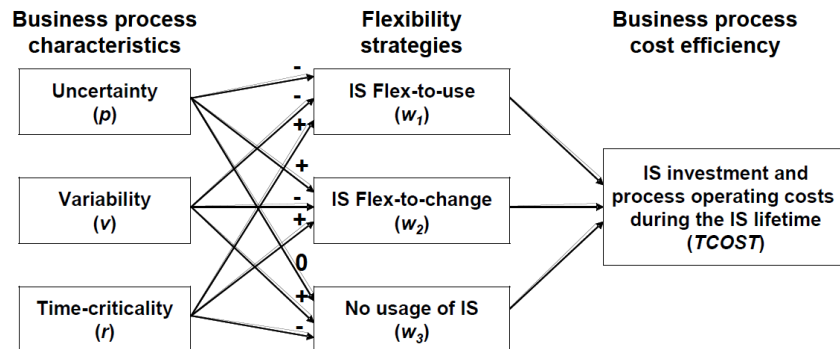 Business process
characteristics
Flexibility
strategies
Business process
cost efficiency
Uncertainty
(p)
Variability
(v)
Time-criticality
(r)
-
-
+
+
-
+
0
+
-
IS Flex-to-use
(w1)
IS Flex-to-change
(w2)
No usage of IS
(w3)
IS investment and
process operating costs
during the IS lifetime
(TCOST)